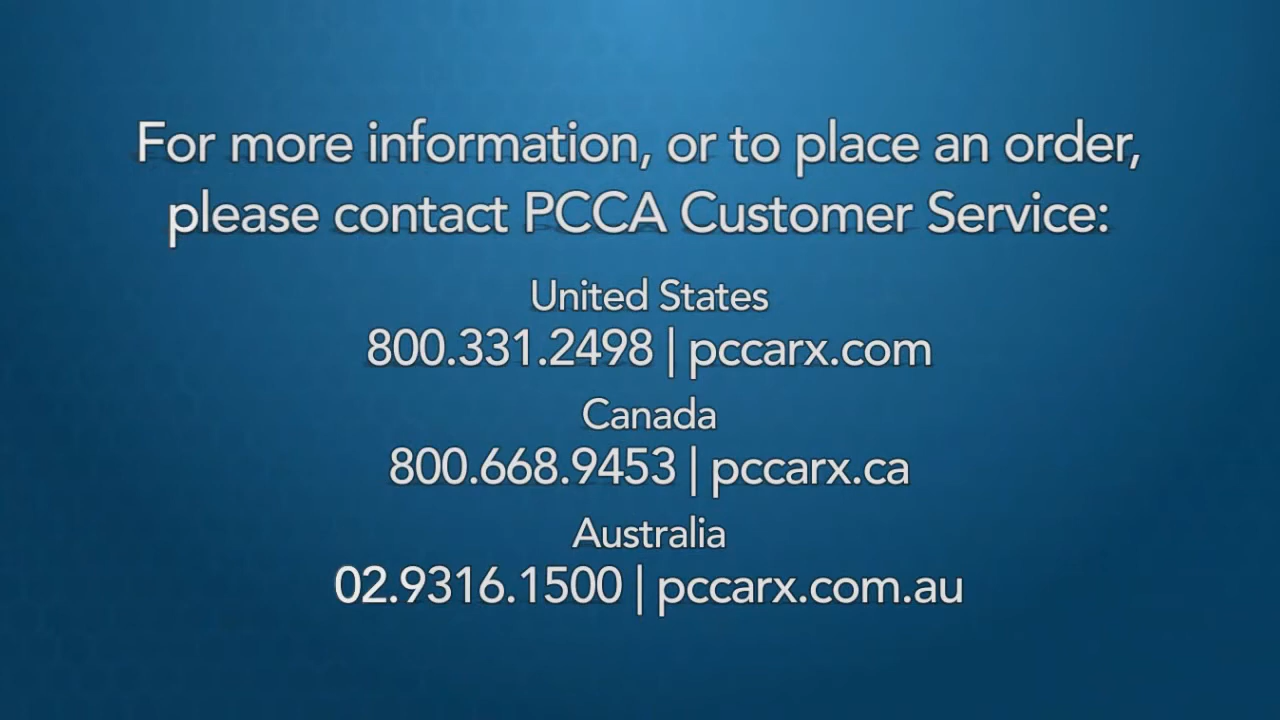 For more information, or to place an order,
please contact PCCA Customer Service:
United States
800.331.2498 | pccarx.com
Canada
800.668.9453 | pccarx.ca
Australia
02.9316.1500 | pccarx.com.au